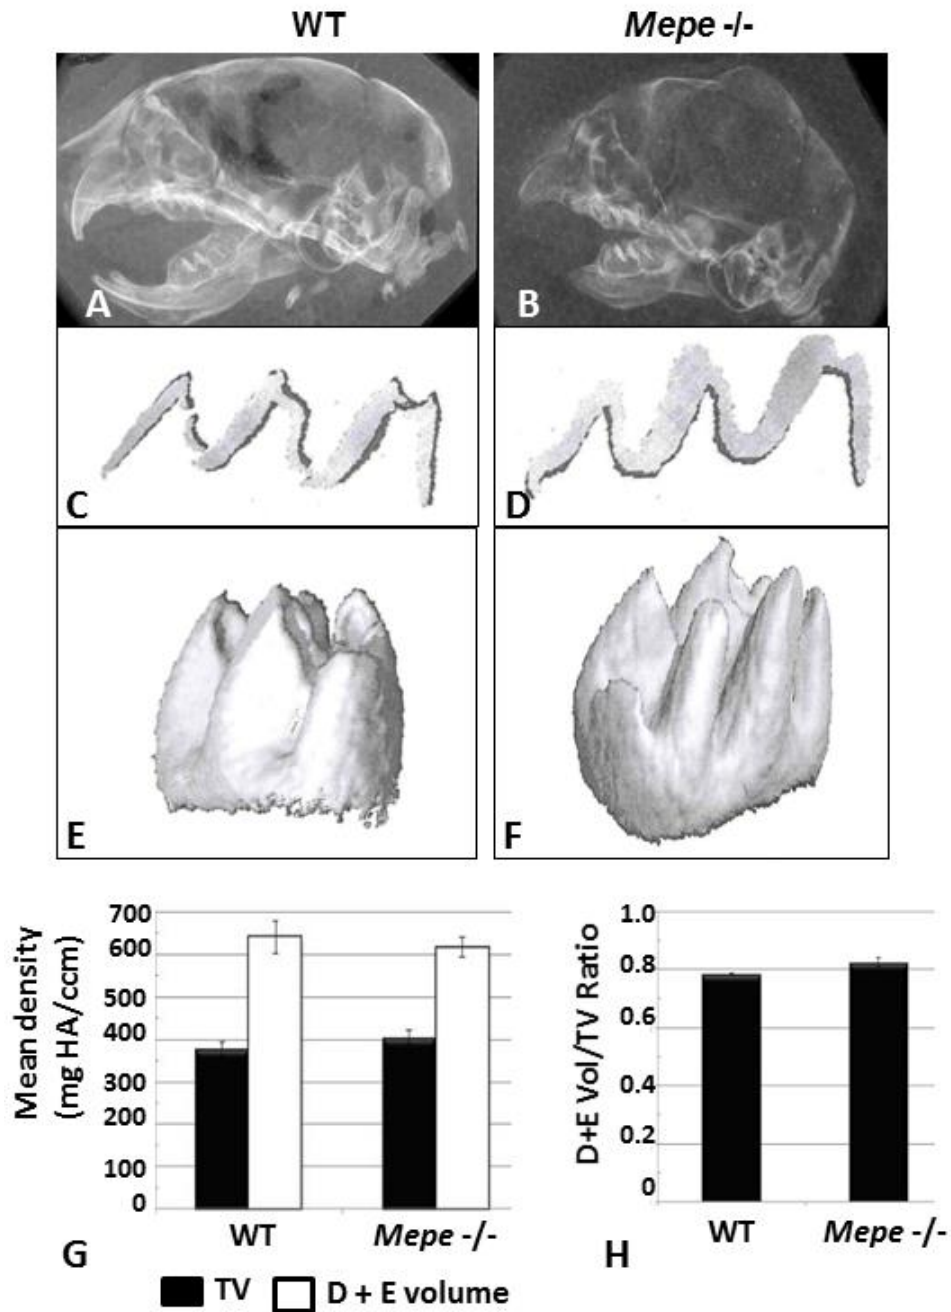 WT
Mepe -/-
A
B
C
D
E
F
700
600
500
400
300
200
100
0
Mean density
(mg HA/ccm)
WT
Mepe -/-
G
TV
D + E volume
1.0
0.8
0.6
0.4
0.2
0
D+E Vol/TV Ratio
WT
Mepe -/-
H